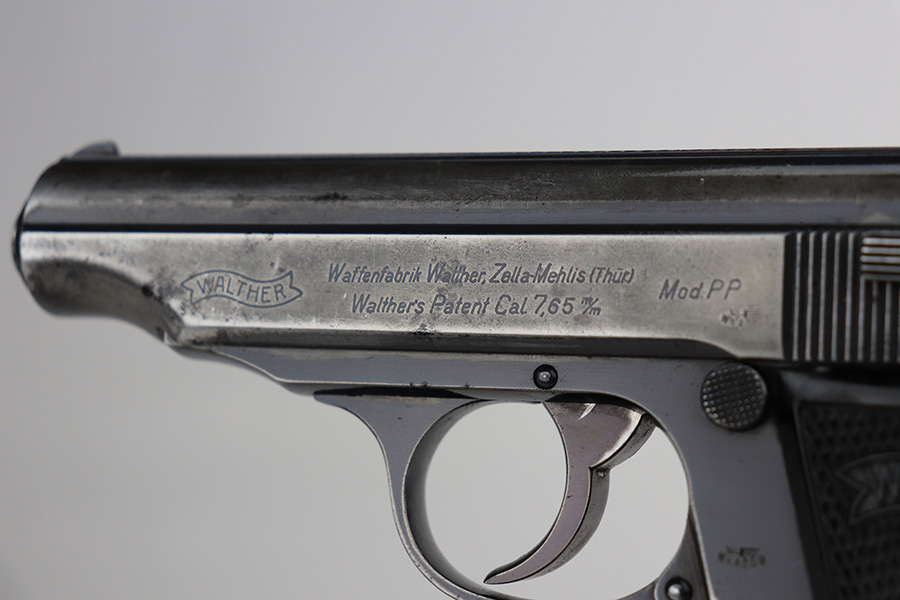 WALTHER
Waffenfabrik Walther, Zella-Mehlis (Thür.)
Walther's Patent Cal. 7,65 m/m
Mod. PP